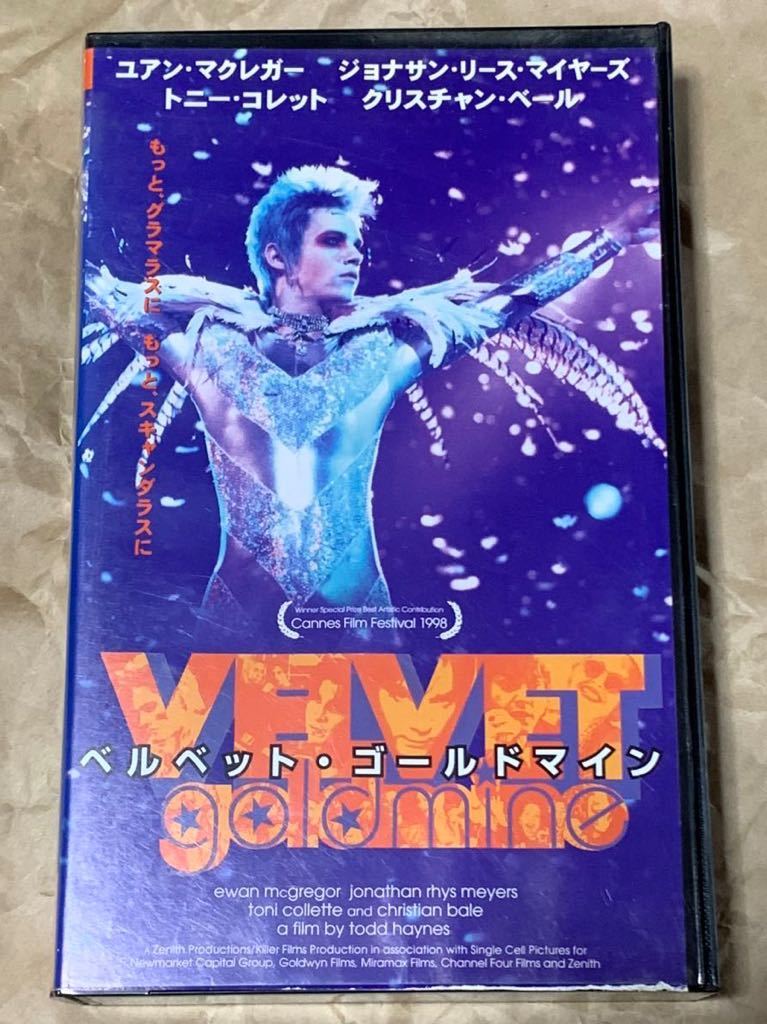 ユアン・マクレガー　ジョナサン・リース・マイヤーズ
トニー・コレット　クリスチャン・ベール
もっと、グラマラスに　もっと、スキャンダラスに
Winner Special Prize Best Artistic Contribution
Cannes Film Festival 1998
VELVET
ベルベット・ゴールドマイン
goldmine
ewan mcgregor jonathan rhys meyers
toni collette and christian bale
a film by todd haynes
A Zenith Productions/Killer Films Production in association with Single Cell Pictures for
Newmarket Capital Group, Goldwyn Films, Miramax Films, Channel Four Films and Zenith